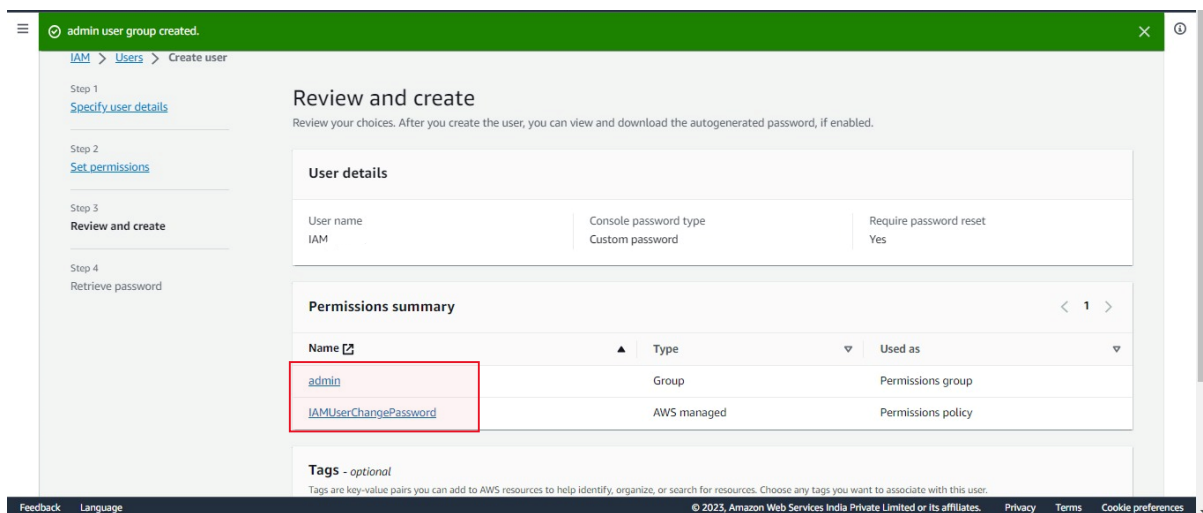 admin user group created.
IAM > Users > Create user
Step 1
Specify user details
Step 2
Set permissions
Step 3
Review and create
Step 4
Retrieve password
Review and create
Review your choices. After you create the user, you can view and download the autogenerated password, if enabled.
User details
User name Console password type Require password reset
IAM Custom password Yes
Permissions summary < 1 >
Name Type Used as
admin Group Permissions group
IAMUserChangePassword AWS managed Permissions policy
Tags - optional
Tags are key-value pairs you can add to AWS resources to help identify, organize, or search for resources. Choose any tags you want to associate with this user.
Feedback Language © 2023, Amazon Web Services India Private Limited or its affiliates. Privacy Terms Cookie preferences